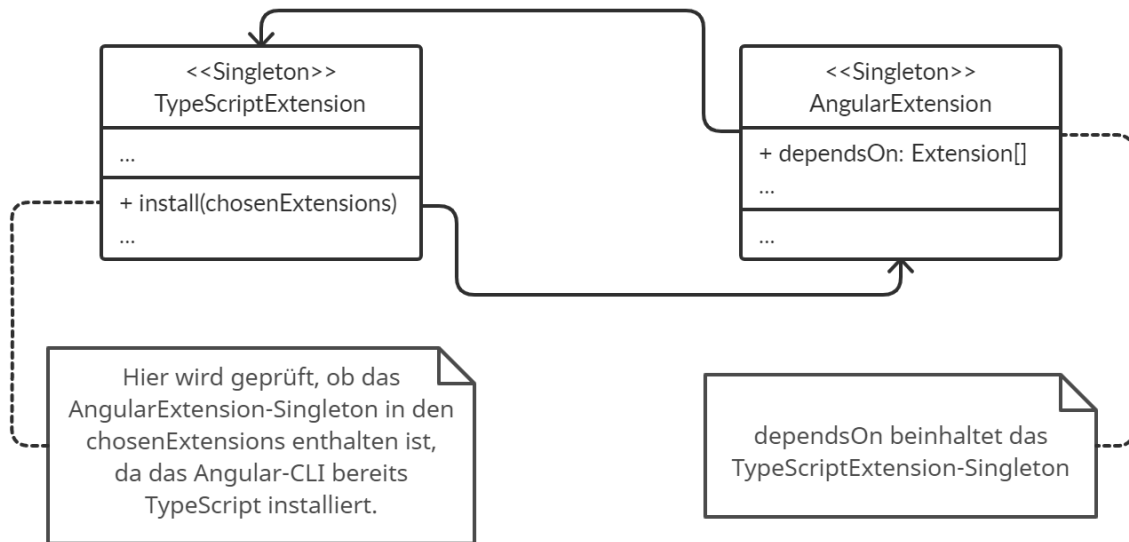 <<Singleton>>
TypeScriptExtension
...
+ install(chosenExtensions)
...
<<Singleton>>
AngularExtension
+ dependsOn: Extension[]
...
...
Hier wird geprüft, ob das
AngularExtension-Singleton in den
chosenExtensions enthalten ist,
da das Angular-CLI bereits
TypeScript installiert.
dependsOn beinhaltet das
TypeScriptExtension-Singleton